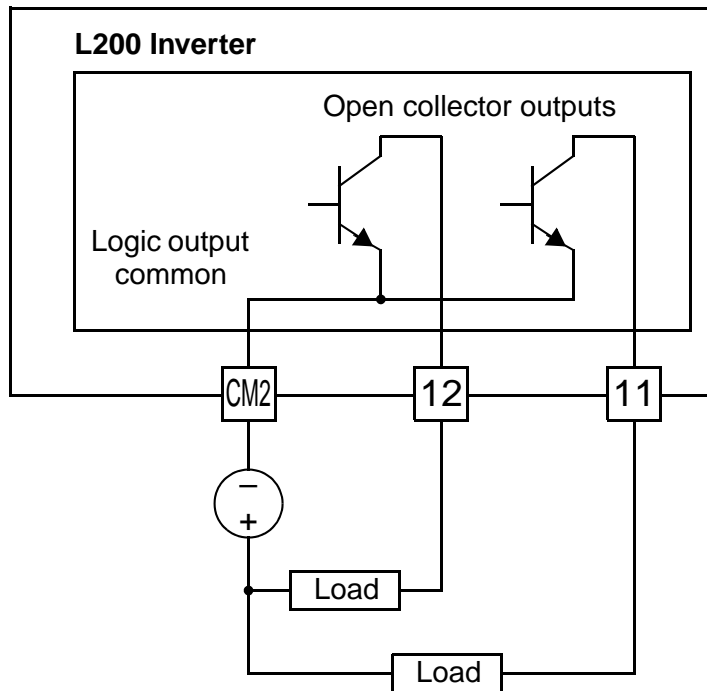 L200 Inverter
Open collector outputs
Logic output
common
CM2
12
11
–
+
Load
Load